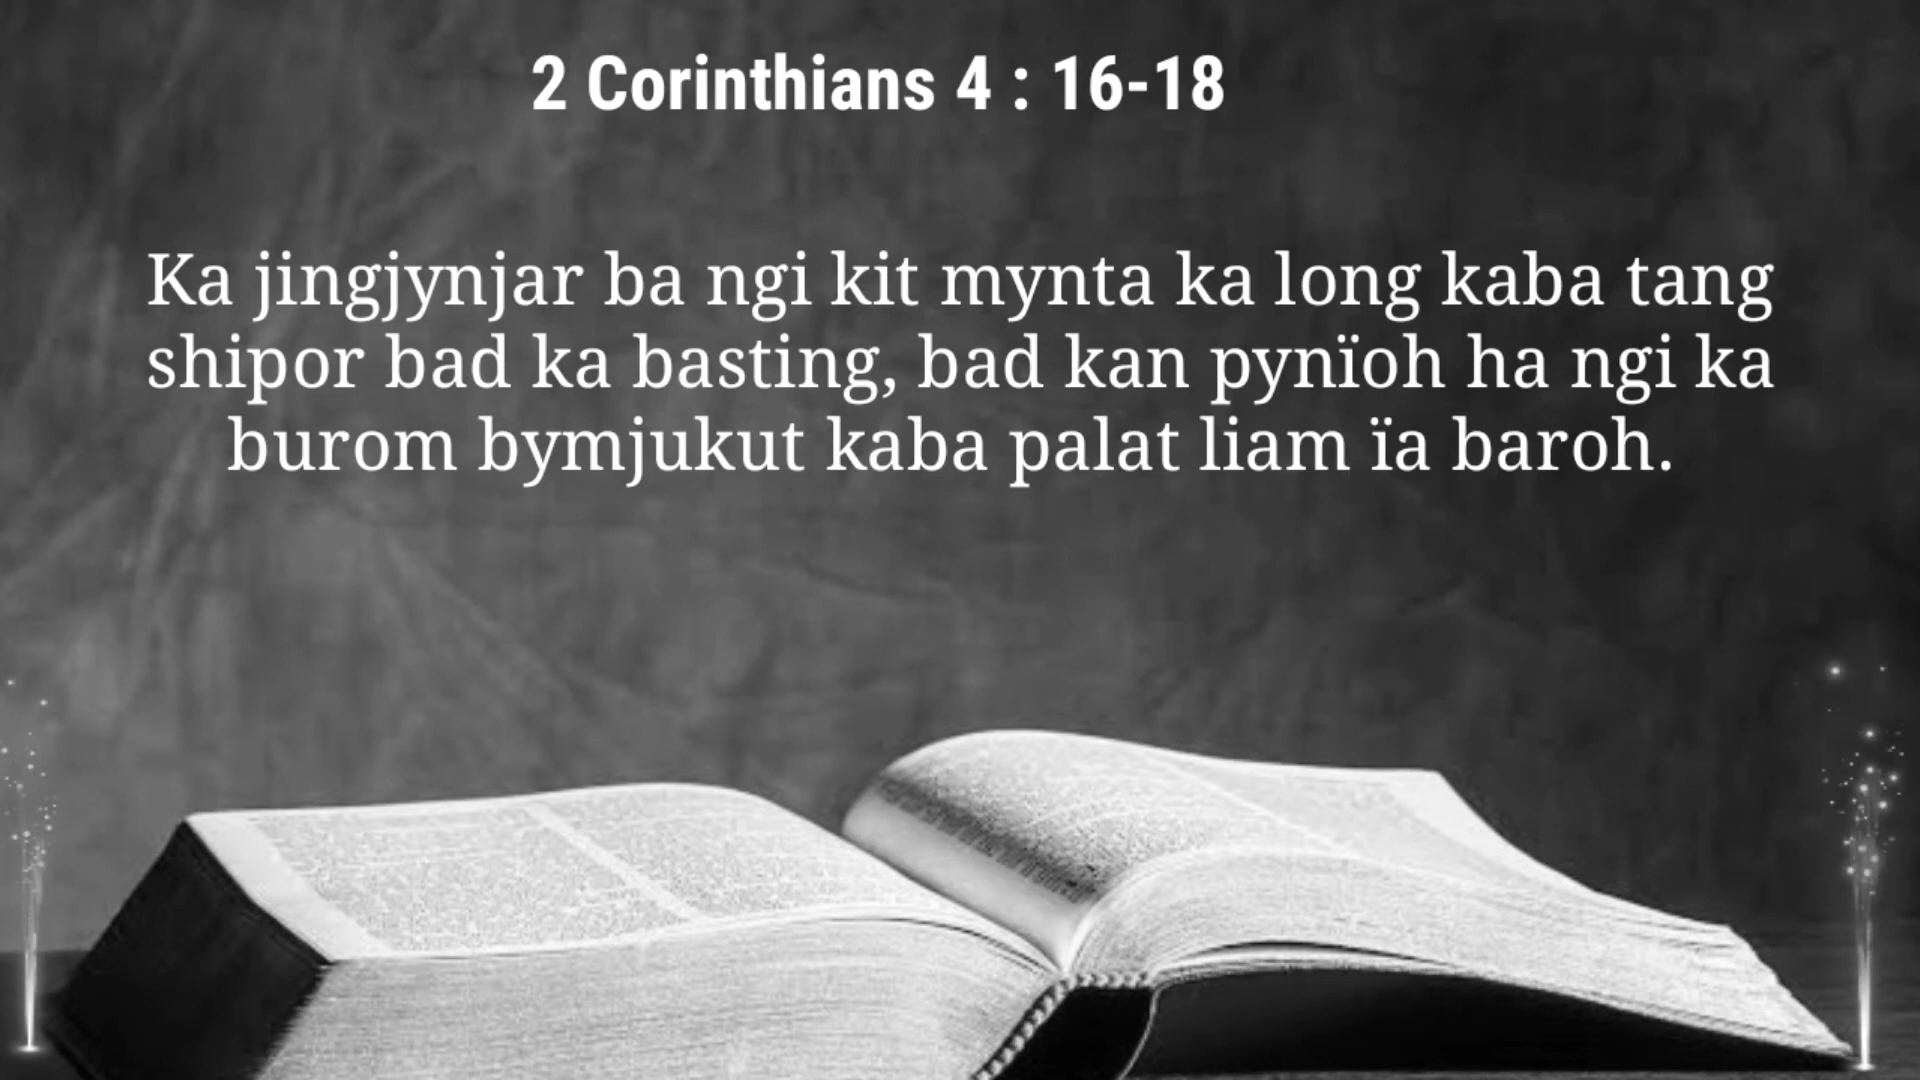 2 Corinthians 4 : 16-18
Ka jingjynjar ba ngi kit mynta ka long kaba tang
shipor bad ka basting, bad kan pynïoh ha ngi ka
burom bymjukut kaba palat liam ïa baroh.